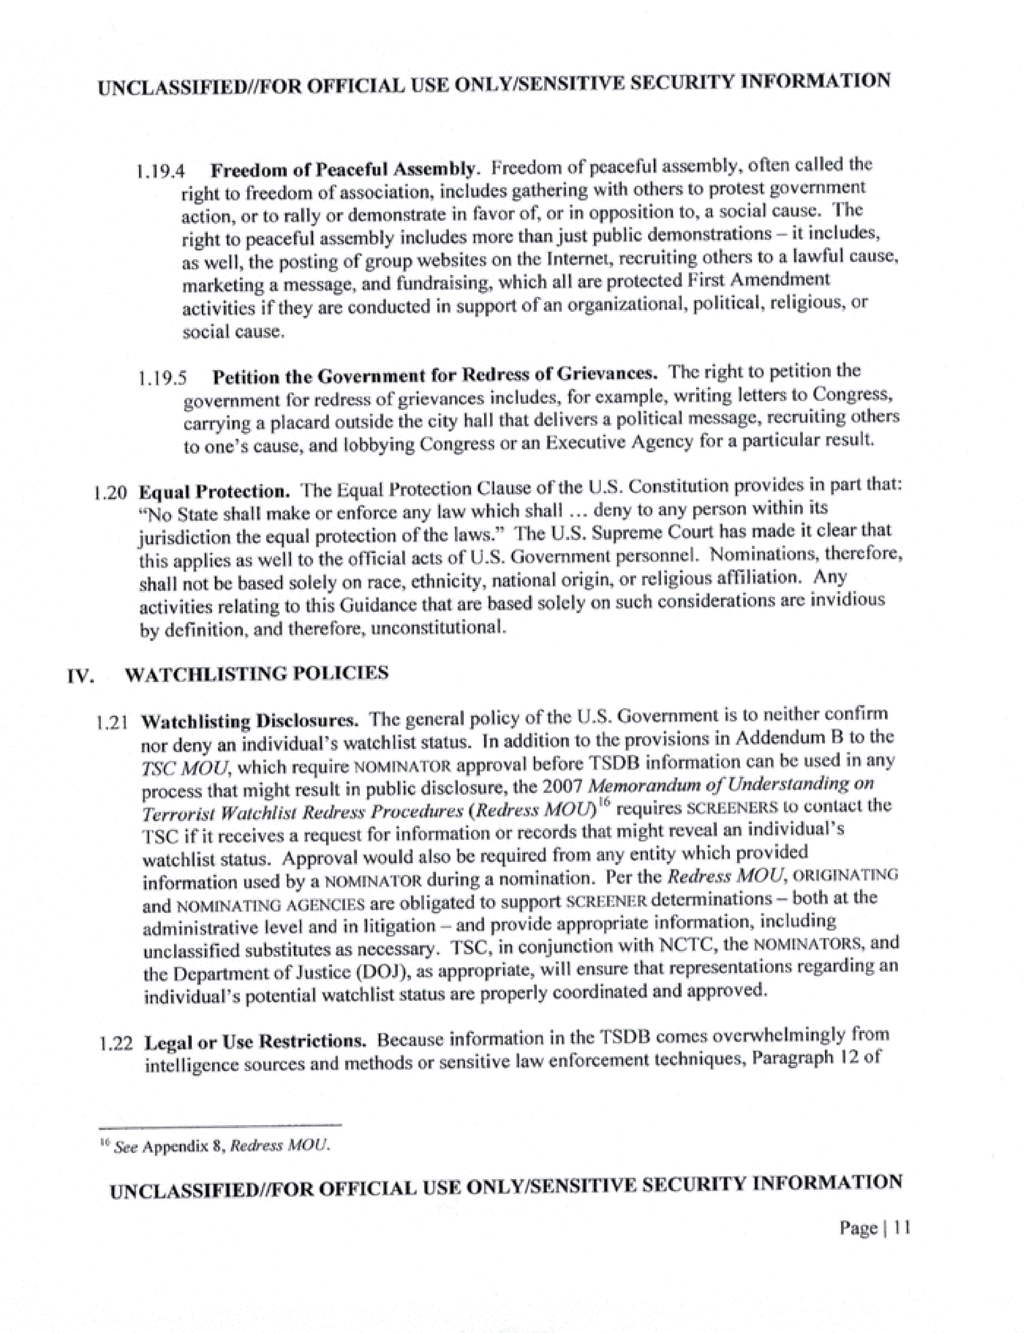 UNCLASSIFIED//FOR OFFICIAL USE ONLY/SENSITIVE SECURITY INFORMATION
1.19.4 Freedom of Peaceful Assembly. Freedom of peaceful assembly, often called the
right to freedom of association, includes gathering with others to protest government
action, or to rally or demonstrate in favor of, or in opposition to, a social cause. The
right to peaceful assembly includes more than just public demonstrations – it includes,
as well, the posting of group websites on the Internet, recruiting others to a lawful cause,
marketing a message, and fundraising, which all are protected First Amendment
activities if they are conducted in support of an organizational, political, religious, or
social cause.
1.19.5 Petition the Government for Redress of Grievances. The right to petition the
government for redress of grievances includes, for example, writing letters to Congress,
carrying a placard outside the city hall that delivers a political message, recruiting others
to one's cause, and lobbying Congress or an Executive Agency for a particular result.
1.20 Equal Protection. The Equal Protection Clause of the U.S. Constitution provides in part that:
“No State shall make or enforce any law which shall … deny to any person within its
jurisdiction the equal protection of the laws.” The U.S. Supreme Court has made it clear that
this applies as well to the official acts of U.S. Government personnel. Nominations, therefore,
shall not be based solely on race, ethnicity, national origin, or religious affiliation. Any
activities relating to this Guidance that are based solely on such considerations are invidious
by definition, and therefore, unconstitutional.
IV. WATCHLISTING POLICIES
1.21 Watchlisting Disclosures. The general policy of the U.S. Government is to neither confirm
nor deny an individual's watchlist status. In addition to the provisions in Addendum B to the
TSC MOU, which require NOMINATOR approval before TSDB information can be used in any
process that might result in public disclosure, the 2007 Memorandum of Understanding on
Terrorist Watchlist Redress Procedures (Redress MOU)16 requires SCREENERS to contact the
TSC if it receives a request for information or records that might reveal an individual's
watchlist status. Approval would also be required from any entity which provided
information used by a NOMINATOR during a nomination. Per the Redress MOU, ORIGINATING
and NOMINATING AGENCIES are obligated to support SCREENER determinations – both at the
administrative level and in litigation – and provide appropriate information, including
unclassified substitutes as necessary. TSC, in conjunction with NCTC, the NOMINATORS, and
the Department of Justice (DOJ), as appropriate, will ensure that representations regarding an
individual's potential watchlist status are properly coordinated and approved.
1.22 Legal or Use Restrictions. Because information in the TSDB comes overwhelmingly from
intelligence sources and methods or sensitive law enforcement techniques, Paragraph 12 of
16 See Appendix 8, Redress MOU.
UNCLASSIFIED//FOR OFFICIAL USE ONLY/SENSITIVE SECURITY INFORMATION
Page | 11